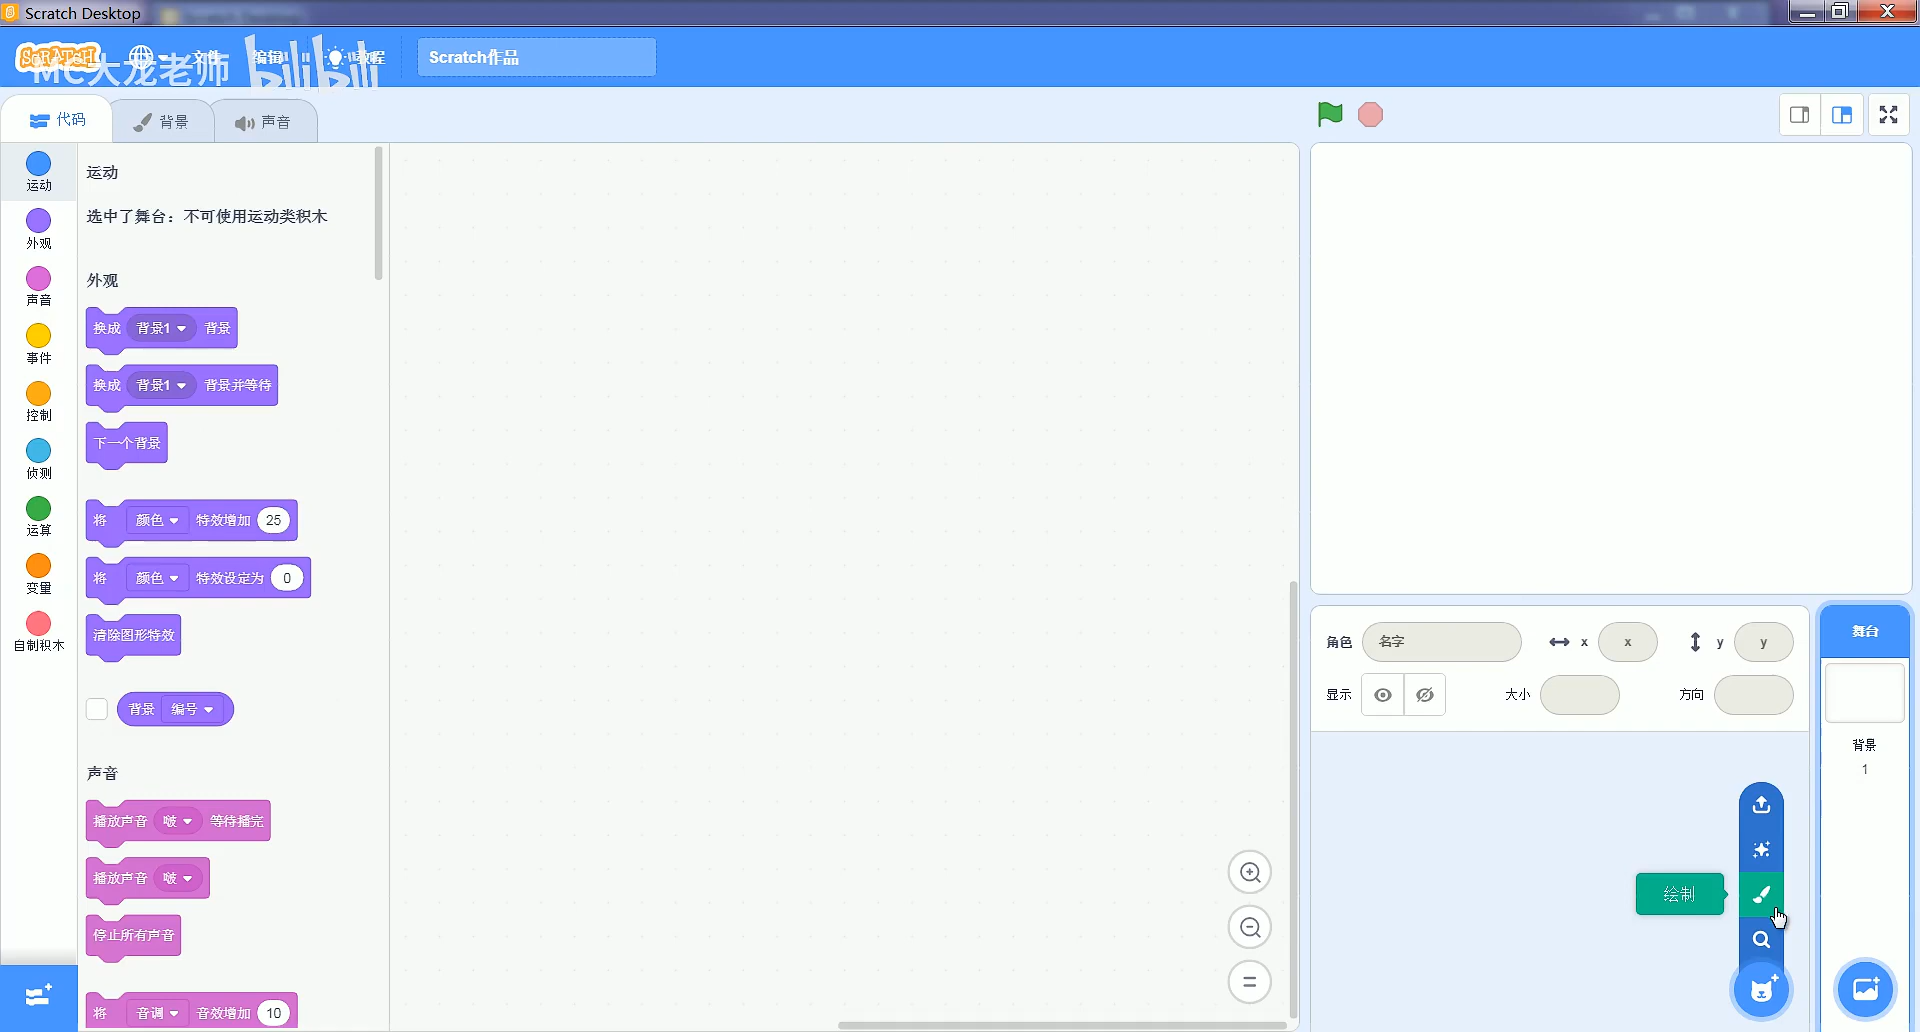 Scratch Desktop
SCRATCH
MC大龙老师
bilibili
文件
编辑
教程
Scratch作品
代码
背景
声音
运动
外观
声音
事件
控制
侦测
运算
变量
自制积木
运动
选中了舞台：不可使用运动类积木
外观
换成 背景1 背景
换成 背景1 背景并等待
下一个背景
将 颜色 特效增加 25
将 颜色 特效设定为 0
清除图形特效
背景 编号
声音
播放声音 啵 等待播完
播放声音 啵
停止所有声音
将 音调 音效增加 10
角色 名字 x x y y
显示 大小 方向
绘制
舞台
背景
1